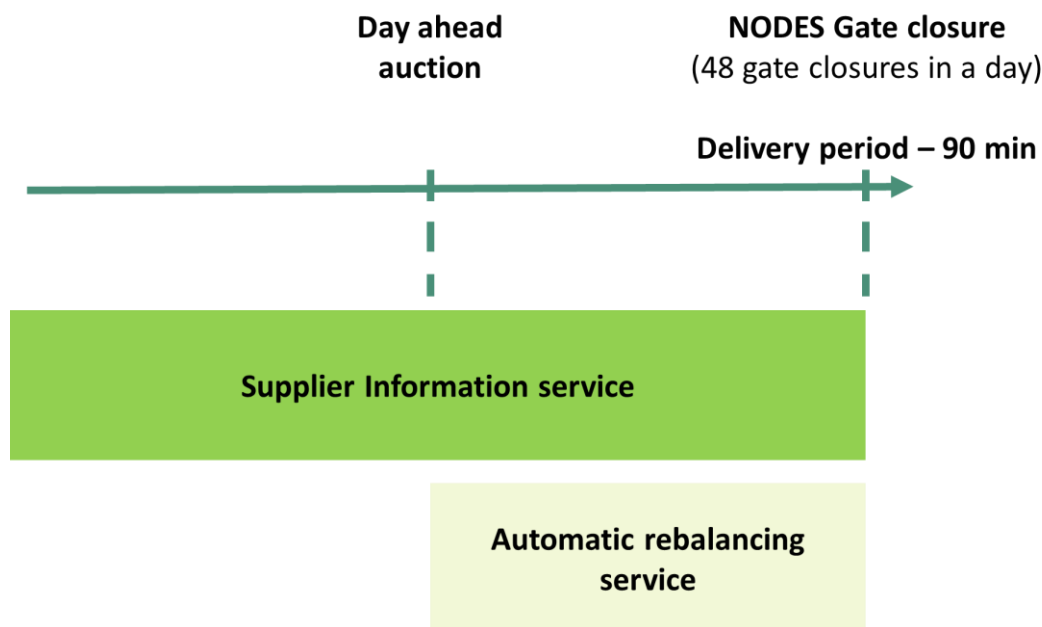 Day ahead
auction
NODES Gate closure
(48 gate closures in a day)
Delivery period – 90 min
Supplier Information service
Automatic rebalancing
service